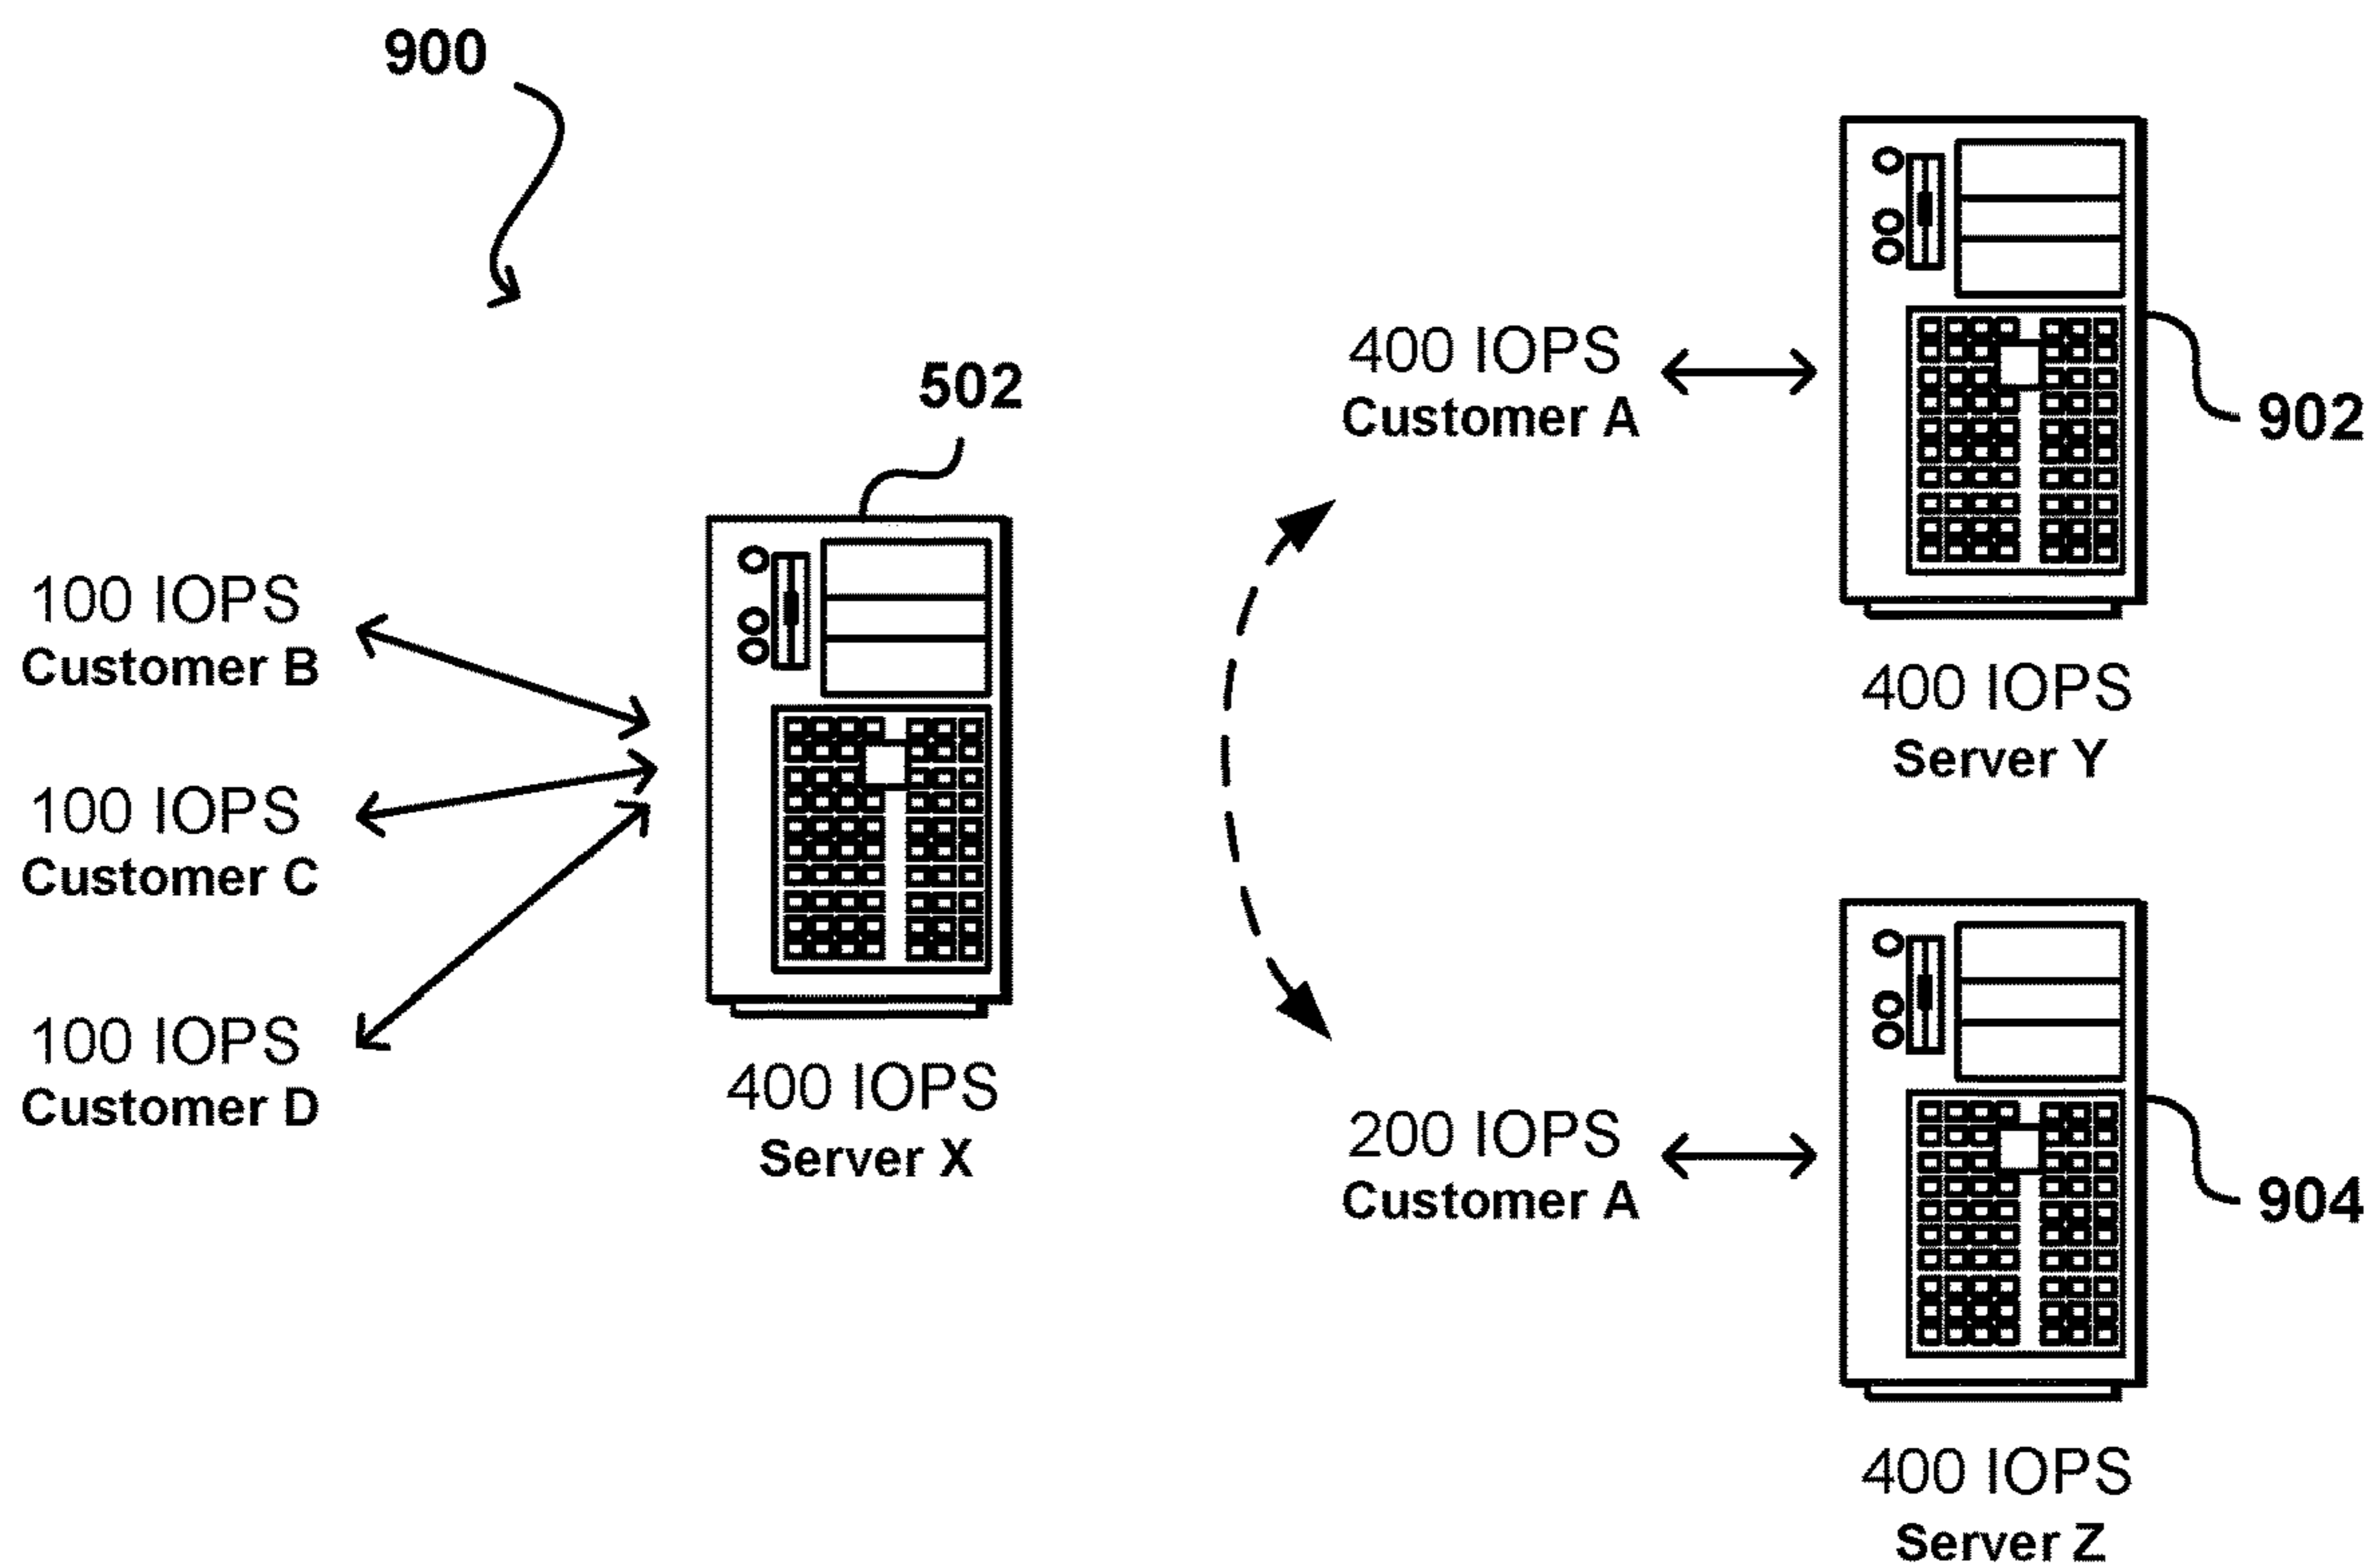 900
502
100 IOPS
Customer B
100 IOPS
Customer C
100 IOPS
Customer D
400 IOPS
Server X
400 IOPS
Customer A
902
400 IOPS
Server Y
200 IOPS
Customer A
904
400 IOPS
Server Z